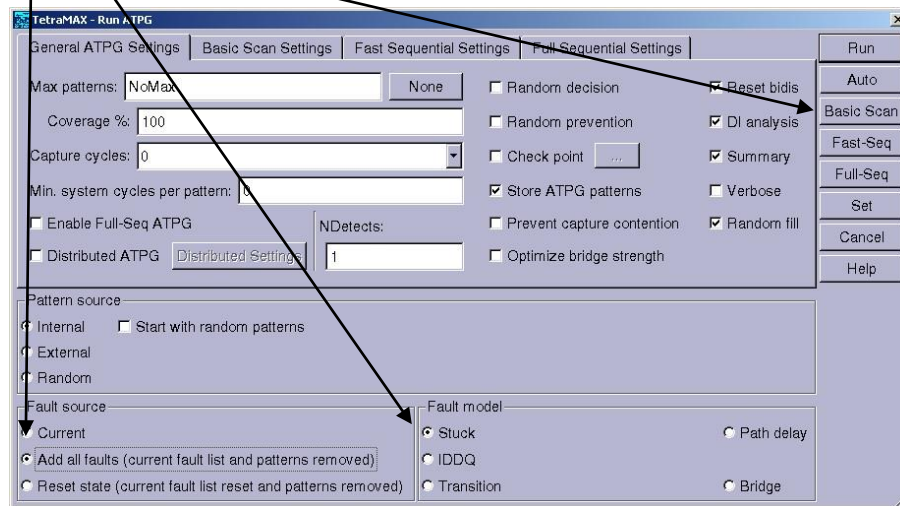 TetraMAX - Run ATPG
General ATPG Settings Basic Scan Settings Fast Sequential Settings Full Sequential Settings
Max patterns: NoMax None
Random decision Reset bidis
Coverage %: 100
Random prevention DI analysis
Capture cycles: 0
Check point ... Summary
Min. system cycles per pattern: 0
Store ATPG patterns Verbose
Enable Full-Seq ATPG NDetects:
Prevent capture contention Random fill
Distributed ATPG Distributed Settings 1
Optimize bridge strength
Run
Auto
Basic Scan
Fast-Seq
Full-Seq
Set
Cancel
Help
Pattern source
Internal Start with random patterns
External
Random
Fault source
Current
Add all faults (current fault list and patterns removed)
Reset state (current fault list reset and patterns removed)
Fault model
Stuck Path delay
IDDQ
Transition Bridge